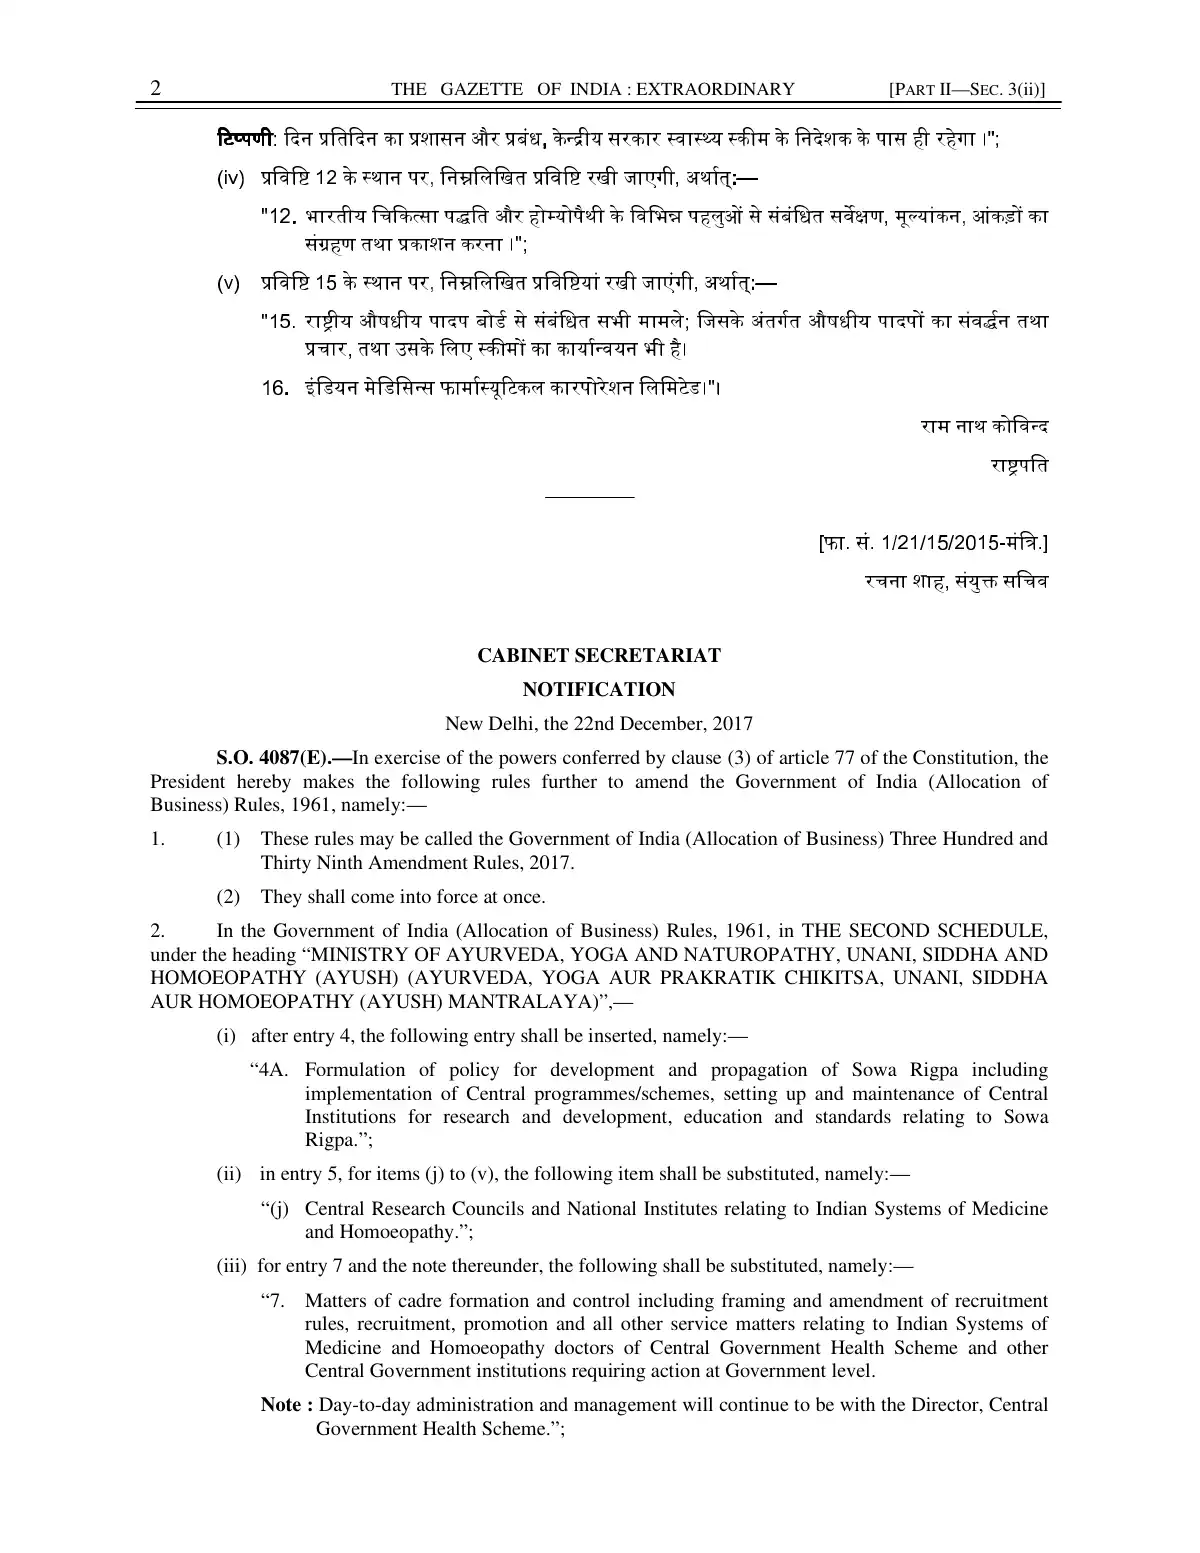 2 THE GAZETTE OF INDIA : EXTRAORDINARY [PART II—SEC. 3(ii)]
टिप्पणी: दिन प्रतिदिन का प्रशासन और प्रबंध, केन्द्रीय सरकार स्वास्थ्य स्कीम के निदेशक के पास ही रहेगा ।";
(iv) प्रविष्टि 12 के स्थान पर, निम्नलिखित प्रविष्टि रखी जाएगी, अर्थात्:—
"12. भारतीय चिकित्सा पद्धति और होम्योपैथी के विभिन्न पहलुओं से संबंधित सर्वेक्षण, मूल्यांकन, आंकड़ों का
संग्रहण तथा प्रकाशन करना ।";
(v) प्रविष्टि 15 के स्थान पर, निम्नलिखित प्रविष्टियां रखी जाएंगी, अर्थात्:—
"15. राष्ट्रीय औषधीय पादप बोर्ड से संबंधित सभी मामले; जिसके अंतर्गत औषधीय पादपों का संवर्द्धन तथा
प्रचार, तथा उसके लिए स्कीमों का कार्यान्वयन भी है।
16. इंडियन मेडिसिन्स फार्मास्यूटिकल कारपोरेशन लिमिटेड।"।
राम नाथ कोविन्द
राष्ट्रपति
[फा. सं. 1/21/15/2015-मंत्रि.]
रचना शाह, संयुक्त सचिव
CABINET SECRETARIAT
NOTIFICATION
New Delhi, the 22nd December, 2017
S.O. 4087(E).—In exercise of the powers conferred by clause (3) of article 77 of the Constitution, the
President hereby makes the following rules further to amend the Government of India (Allocation of
Business) Rules, 1961, namely:—
1. (1) These rules may be called the Government of India (Allocation of Business) Three Hundred and
Thirty Ninth Amendment Rules, 2017.
(2) They shall come into force at once.
2. In the Government of India (Allocation of Business) Rules, 1961, in THE SECOND SCHEDULE,
under the heading “MINISTRY OF AYURVEDA, YOGA AND NATUROPATHY, UNANI, SIDDHA AND
HOMOEOPATHY (AYUSH) (AYURVEDA, YOGA AUR PRAKRATIK CHIKITSA, UNANI, SIDDHA
AUR HOMOEOPATHY (AYUSH) MANTRALAYA)”,—
(i) after entry 4, the following entry shall be inserted, namely:—
“4A. Formulation of policy for development and propagation of Sowa Rigpa including
implementation of Central programmes/schemes, setting up and maintenance of Central
Institutions for research and development, education and standards relating to Sowa
Rigpa.”;
(ii) in entry 5, for items (j) to (v), the following item shall be substituted, namely:—
“(j) Central Research Councils and National Institutes relating to Indian Systems of Medicine
and Homoeopathy.”;
(iii) for entry 7 and the note thereunder, the following shall be substituted, namely:—
“7. Matters of cadre formation and control including framing and amendment of recruitment
rules, recruitment, promotion and all other service matters relating to Indian Systems of
Medicine and Homoeopathy doctors of Central Government Health Scheme and other
Central Government institutions requiring action at Government level.
Note : Day-to-day administration and management will continue to be with the Director, Central
Government Health Scheme.”;